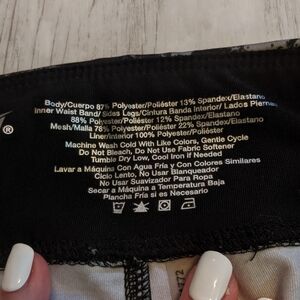 Body/Cuerpo 87% Polyester/Poliéster 13% Spandex/Elastano
Inner Waist Band/ Sides Legs/Cintura Banda Interior/ Lados Piernas
88% Polyester/Poliéster 12% Spandex/Elastano
Mesh/Malla 78% Polyester/Poliéster 22% Spandex/Elastano
Liner/Interior 100% Polyester/Poliéster
Machine Wash Cold With Like Colors, Gentle Cycle
Do Not Bleach, Do Not Use Fabric Softener
Tumble Dry Low, Cool Iron if Needed
Lavar a Máquina con Agua Fría y Con Colores Similares
Ciclo Lento, No Usar Blanqueador
No Usar Suavizador Para Ropa
Secar a Máquina a Temperatura Baja
Plancha Fría si es Necesario
®